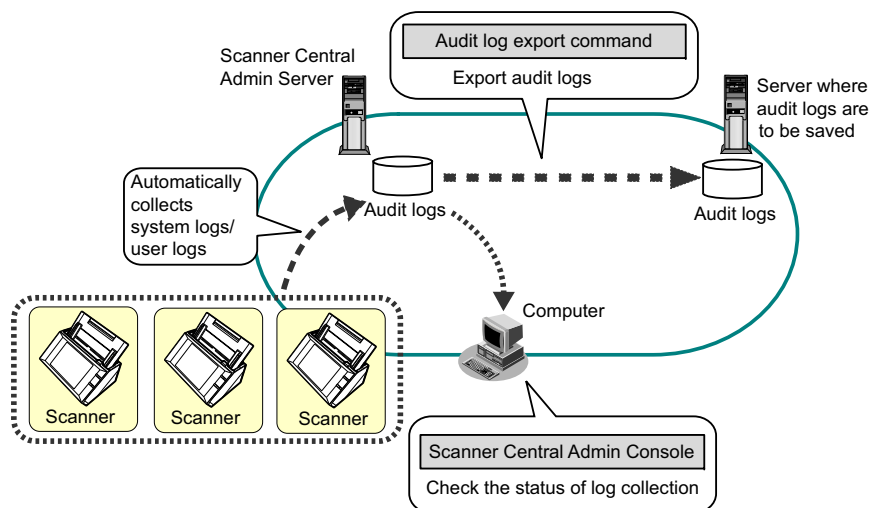 Audit log export command
Export audit logs
Scanner Central
Admin Server
Server where
audit logs are
to be saved
Automatically
collects
system logs/
user logs
Audit logs
Audit logs
Computer
Scanner
Scanner
Scanner
Scanner Central Admin Console
Check the status of log collection